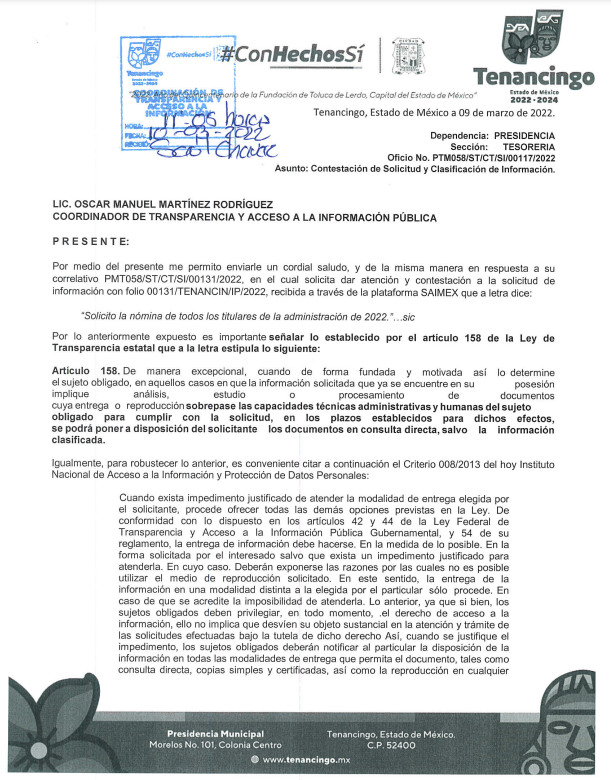 #ConHechosSí #ConHechosSí CIUDAD
Tenancingo
Estado de México
2022 - 2024
Tenancingo
Estado de México
2022-2024
de la Fundación de Toluca de Lerdo, Capital del Estado de México"
COORDINACIÓN DE
TRANSPARENCIA Y
ACCESO A LA
INFORMACIÓN
HORA: 11-05 horas
FECHA: 10-03-2022
RECIBIÓ:
Tenancingo, Estado de México a 09 de marzo de 2022.
Dependencia: PRESIDENCIA
Sección: TESORERIA
Oficio No. PTM058/ST/CT/SI/00117/2022
Asunto: Contestación de Solicitud y Clasificación de Información.
LIC. OSCAR MANUEL MARTÍNEZ RODRÍGUEZ
COORDINADOR DE TRANSPARENCIA Y ACCESO A LA INFORMACIÓN PÚBLICA
P R E S E N T E:
Por medio del presente me permito enviarle un cordial saludo, y de la misma manera en respuesta a su
correlativo PMT058/ST/CT/SI/00131/2022, en el cual solicita dar atención y contestación a la solicitud de
información con folio 00131/TENANCIN/IP/2022, recibida a través de la plataforma SAIMEX que a letra dice:
"Solicito la nómina de todos los titulares de la administración de 2022."…sic
Por lo anteriormente expuesto es importante señalar lo establecido por el artículo 158 de la Ley de
Transparencia estatal que a la letra estipula lo siguiente:
Artículo 158. De manera excepcional, cuando de forma fundada y motivada así lo determine
el sujeto obligado, en aquellos casos en que la información solicitada que ya se encuentre en su posesión
implique análisis, estudio o procesamiento de documentos
cuya entrega o reproducción sobrepase las capacidades técnicas administrativas y humanas del sujeto
obligado para cumplir con la solicitud, en los plazos establecidos para dichos efectos,
se podrá poner a disposición del solicitante los documentos en consulta directa, salvo la información
clasificada.
Igualmente, para robustecer lo anterior, es conveniente citar a continuación el Criterio 008/2013 del hoy Instituto
Nacional de Acceso a la Información y Protección de Datos Personales:
Cuando exista impedimento justificado de atender la modalidad de entrega elegida por
el solicitante, procede ofrecer todas las demás opciones previstas en la Ley. De
conformidad con lo dispuesto en los artículos 42 y 44 de la Ley Federal de
Transparencia y Acceso a la Información Pública Gubernamental, y 54 de su
reglamento, la entrega de información debe hacerse. En la medida de lo posible. En la
forma solicitada por el interesado salvo que exista un impedimento justificado para
atenderla. En cuyo caso. Deberán exponerse las razones por las cuales no es posible
utilizar el medio de reproducción solicitado. En este sentido, la entrega de la
información en una modalidad distinta a la elegida por el particular sólo procede. En
caso de que se acredite la imposibilidad de atenderla. Lo anterior, ya que si bien, los
sujetos obligados deben privilegiar, en todo momento, .el derecho de acceso a la
información, ello no implica que desvíen su objeto sustancial en la atención y trámite de
las solicitudes efectuadas bajo la tutela de dicho derecho Así, cuando se justifique el
impedimento, los sujetos obligados deberán notificar al particular la disposición de la
información en todas las modalidades de entrega que permita el documento, tales como
consulta directa, copias simples y certificadas, así como la reproducción en cualquier
Presidencia Municipal
Morelos No. 101, Colonia Centro
Tenancingo, Estado de México.
C.P. 52400
www.tenancingo.mx